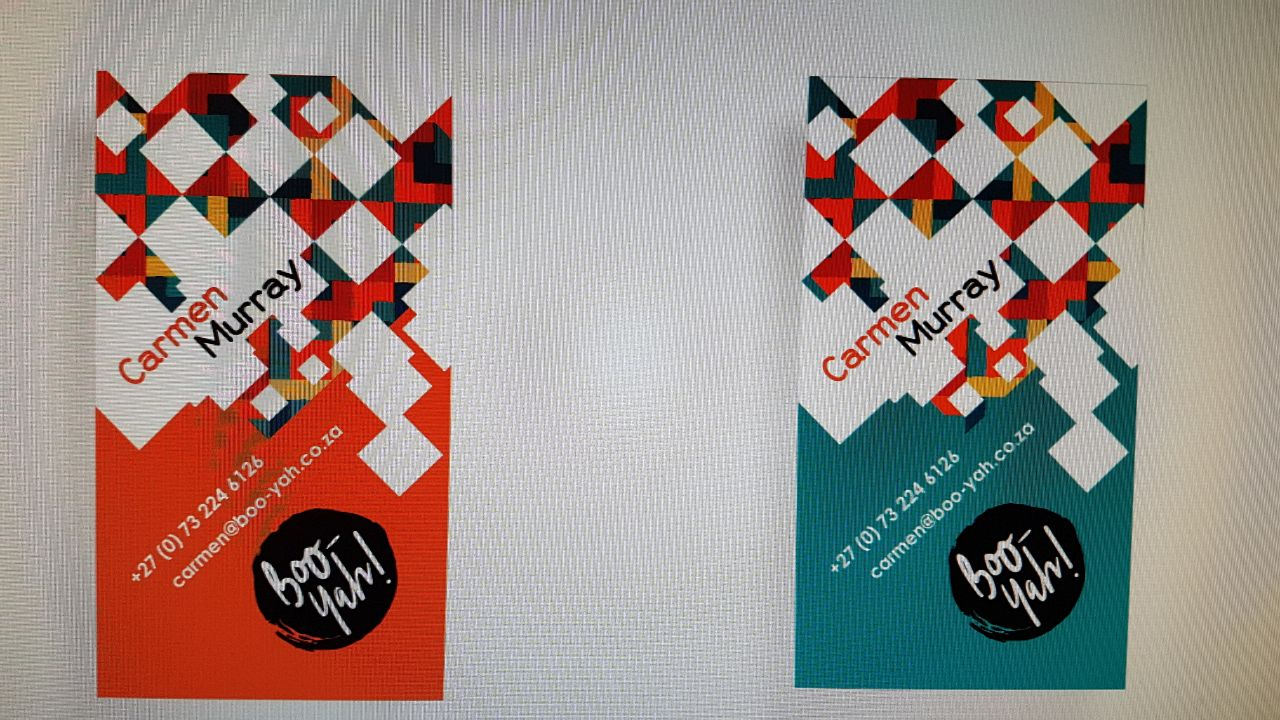 Carmen
Murray
+27 (0) 73 224 6126
carmen@boo-yah.co.za
Boo-
Yah!
Carmen
Murray
+27 (0) 73 224 6126
carmen@boo-yah.co.za
Boo-
Yah!